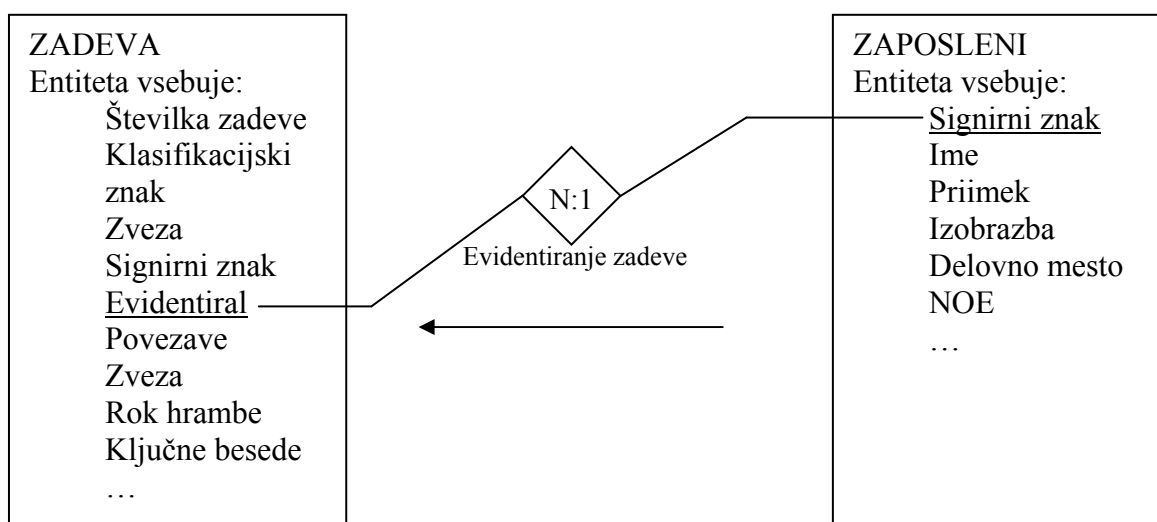 ZADEVA
Entiteta vsebuje:
Številka zadeve
Klasifikacijski
znak
Zveza
Signirni znak
Evidentiral
Povezave
Zveza
Rok hrambe
Ključne besede
…
N:1
Evidentiranje zadeve
ZAPOSLENI
Entiteta vsebuje:
Signirni znak
Ime
Priimek
Izobrazba
Delovno mesto
NOE
…